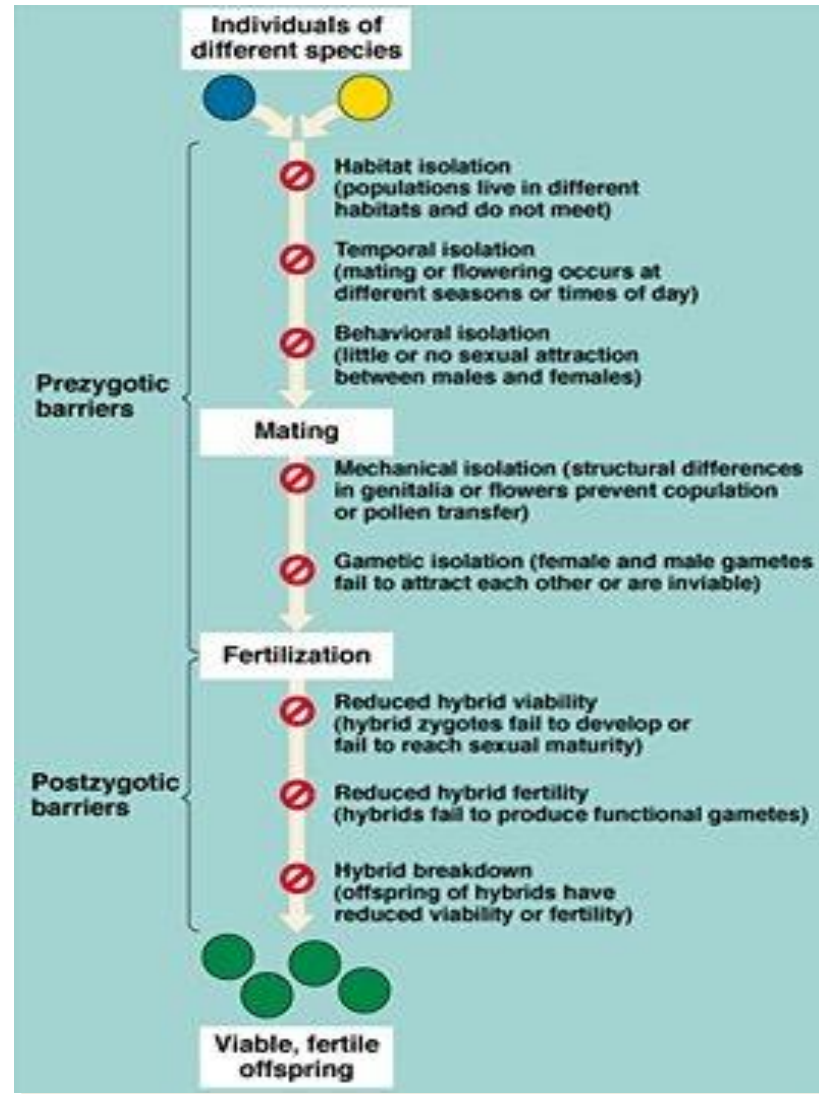 Individuals of
different species
Habitat isolation
(populations live in different
habitats and do not meet)
Temporal isolation
(mating or flowering occurs at
different seasons or times of day)
Behavioral isolation
(little or no sexual attraction
between males and females)
Prezygotic
barriers
Mating
Mechanical isolation (structural differences
in genitalia or flowers prevent copulation
or pollen transfer)
Gametic isolation (female and male gametes
fail to attract each other or are inviable)
Fertilization
Reduced hybrid viability
(hybrid zygotes fail to develop or
fail to reach sexual maturity)
Postzygotic
barriers
Reduced hybrid fertility
(hybrids fail to produce functional gametes)
Hybrid breakdown
(offspring of hybrids have
reduced viability or fertility)
Viable, fertile
offspring